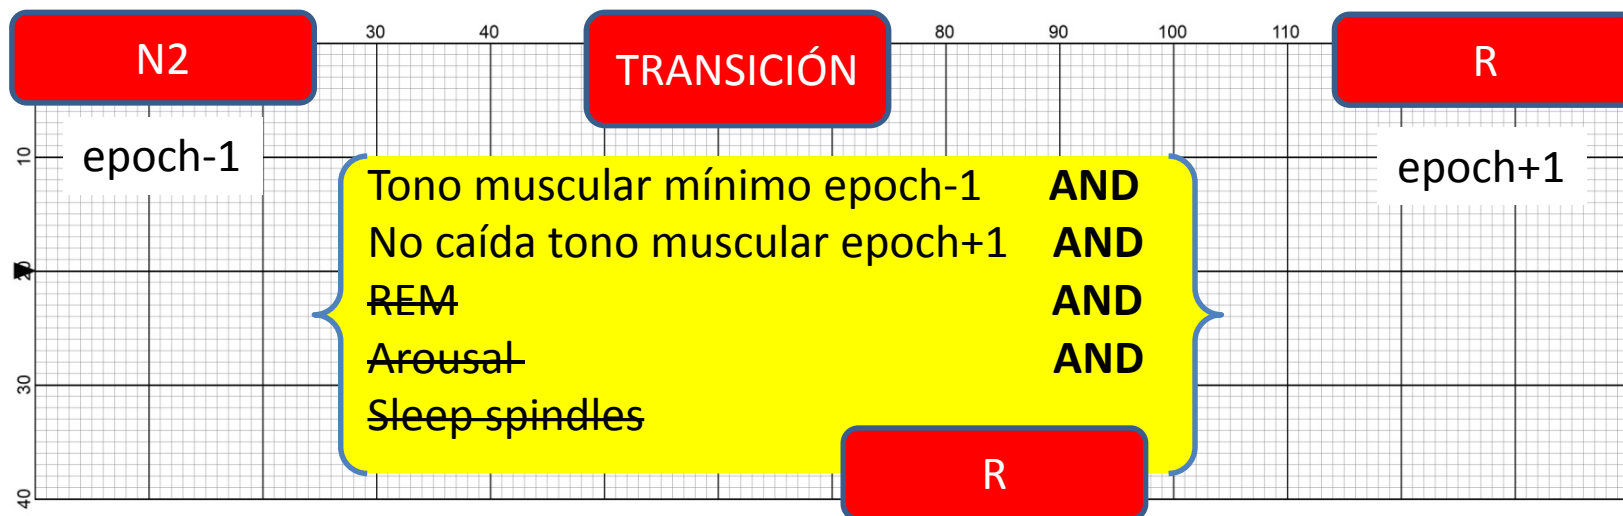 30 40 80 90 100 110
N2 TRANSICIÓN R
epoch-1 epoch+1
10
Tono muscular mínimo epoch-1 AND
No caída tono muscular epoch+1 AND
20
REM AND
Arousal AND
30
Sleep spindles
R
40